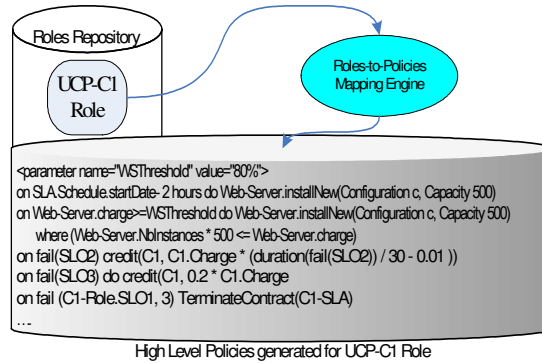 Roles Repository
UCP-C1
Role
Roles-to-Policies
Mapping Engine
<parameter name="WSThreshold" value="80%">
on SLA.Schedule.startDate- 2 hours do Web-Server.installNew(Configuration c, Capacity 500)
on Web-Server.charge>=WSThreshold do Web-Server.installNew(Configuration c, Capacity 500)
where (Web-Server.NbInstances * 500 <= Web-Server.charge)
on fail(SLO2) credit(C1, C1.Charge * (duration(fail(SLO2)) / 30 - 0.01 ))
on fail(SLO3) do credit(C1, 0.2 * C1.Charge
on fail (C1-Role.SLO1, 3) TerminateContract(C1-SLA)
....
High Level Policies generated for UCP-C1 Role